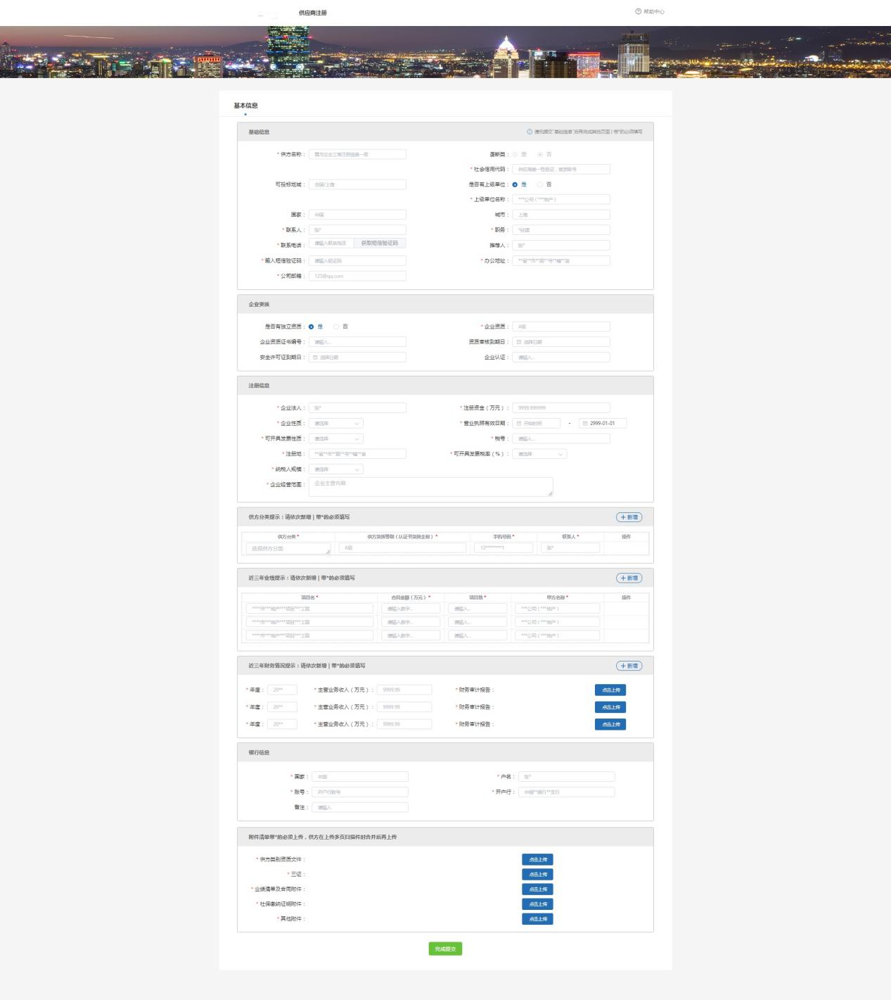 供应商注册
帮助中心
基本信息
基础信息 请先提交"基础信息"后再完成其他页面 | 带*的必须填写
* 供方名称： 需与企业工商注册信息一致 垄断类： 是 否
* 社会信用代码： 供应商唯一性验证，登录账号
可投标地域： 全国/上海 是否有上级单位： 是 否
* 上级单位名称： ***公司（***地产）
国家： 中国 城市： 上海
* 联系人： 张* * 职务： *经理
* 联系电话： 请输入联系电话 获取短信验证码 推荐人： 张*
* 输入短信验证码： 请输入验证码 * 办公地址： **省**市**路**号**幢**室
* 公司邮箱： 123@qq.com
企业资质
是否有独立资质： 是 否 * 企业资质： A级
企业资质证书编号： 请输入... 资质审核到期日： 选择日期
安全许可证到期日： 选择日期 企业认证： 请输入...
注册信息
* 企业法人： 张* * 注册资金（万元）： 9999.999999
* 企业性质： 请选择 * 营业执照有效日期： 开始时间 - 2999-01-01
* 可开具发票性质： 请选择 * 税号： 请输入...
* 注册地： **省**市**路**号**幢**室 * 可开具发票税率（%）： 请选择
* 纳税人规模： 请选择
* 企业经营范围： 企业主营内容
供方分类提示：请依次新增 | 带*的必须填写 + 新增
供方分类* 供方资质等级（认证书资质全称）* 手机号码* 联系人* 操作
选择供方分类 A级 13********1 张*
近三年业绩提示：请依次新增 | 带*的必须填写 + 新增
项目名* 合同金额（万元）* 项目地* 甲方名称* 操作
****市***地产***项目***工程 请输入数字... 请输入... ***公司（***地产）
****市***地产***项目***工程 请输入数字... 请输入... ***公司（***地产）
****市***地产***项目***工程 请输入数字... 请输入... ***公司（***地产）
近三年财务情况提示：请依次新增 | 带*的必须填写 + 新增
* 年度： 20** * 主营业务收入（万元）： 9999.99 * 财务审计报告： 点击上传
* 年度： 20** * 主营业务收入（万元）： 9999.99 * 财务审计报告： 点击上传
* 年度： 20** * 主营业务收入（万元）： 9999.99 * 财务审计报告： 点击上传
银行信息
* 国家： 中国 * 户名： 张*
* 账号： 开户行账号 * 开户行： 中国**银行**支行
备注： 请输入
附件清单带*的必须上传，供方在上传多页扫描件时合并后再上传
* 供方类别资质文件： 点击上传
* 三证： 点击上传
* 业绩清单及合同附件： 点击上传
* 社保缴纳证明附件： 点击上传
* 其他附件： 点击上传
完成提交